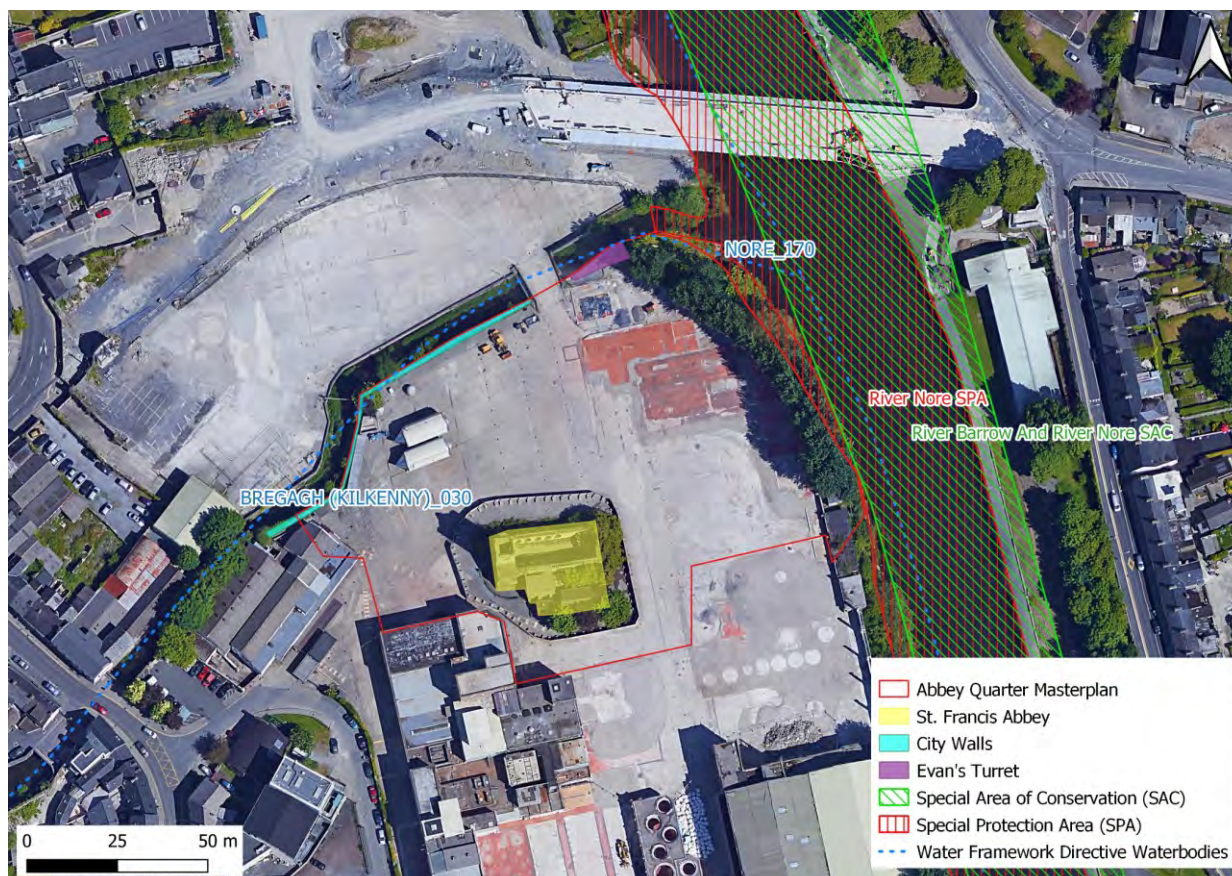 NORE_170
River Nore SPA
River Barrow And River Nore SAC
BREGAGH (KILKENNY)_030
Abbey Quarter Masterplan
St. Francis Abbey
City Walls
Evan's Turret
Special Area of Conservation (SAC)
Special Protection Area (SPA)
Water Framework Directive Waterbodies
0 25 50 m